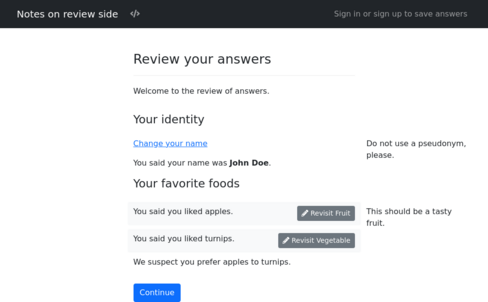 Notes on review side </> Sign in or sign up to save answers
Review your answers
Welcome to the review of answers.
Your identity
Change your name
Do not use a pseudonym,
please.
You said your name was John Doe.
Your favorite foods
You said you liked apples.
Revisit Fruit
This should be a tasty
fruit.
You said you liked turnips.
Revisit Vegetable
We suspect you prefer apples to turnips.
Continue